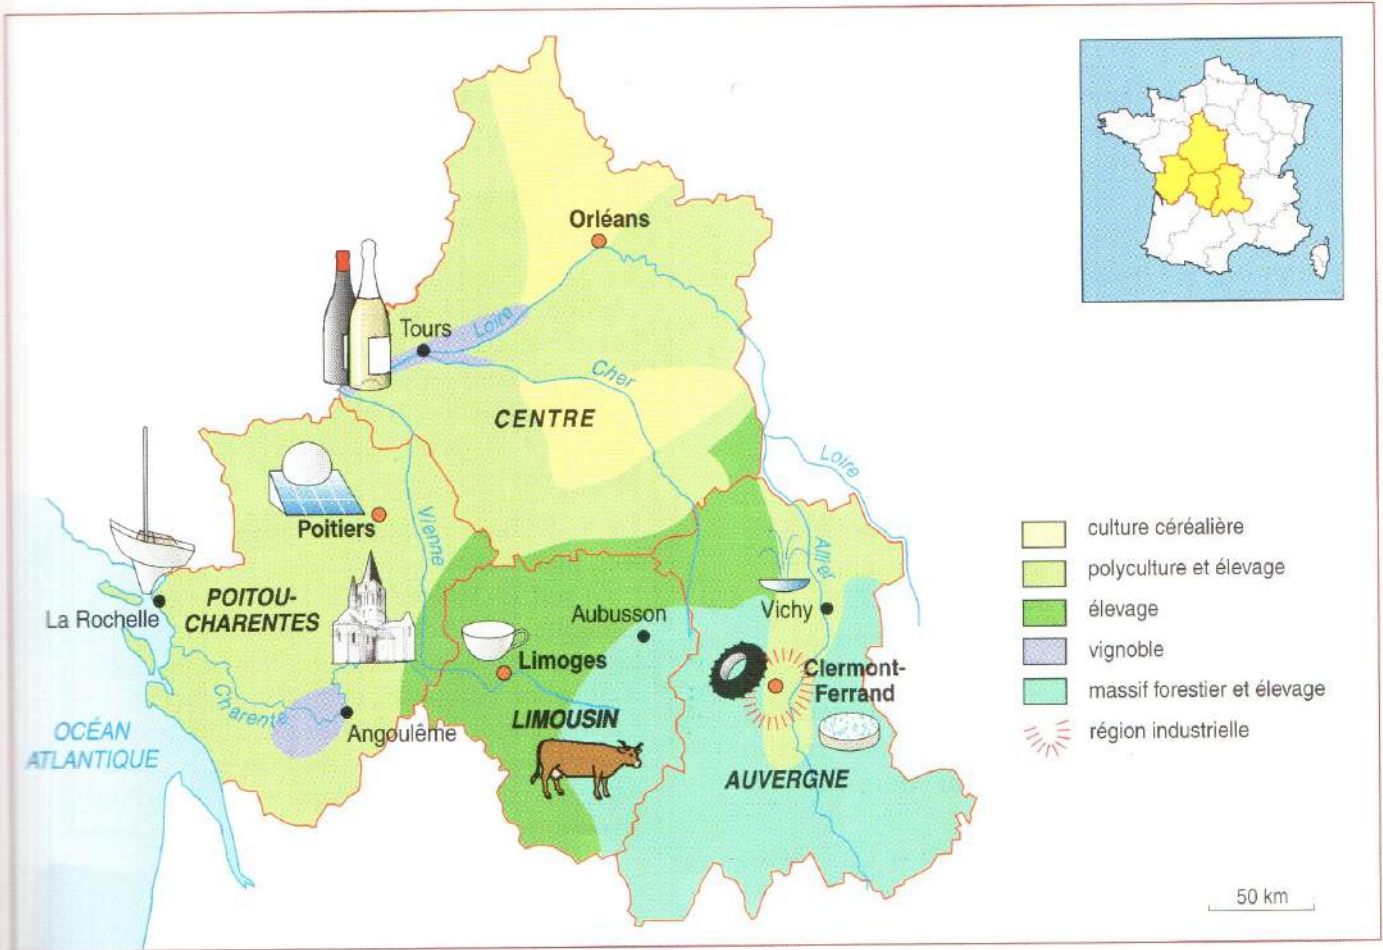 Orléans
Tours
Loire
Cher
CENTRE
Loire
Poitiers
Vienne
Allier
La Rochelle
POITOU-
CHARENTES
Aubusson
Vichy
Limoges
Clermont-
Ferrand
Charente
Angoulême
LIMOUSIN
OCÉAN
ATLANTIQUE
AUVERGNE
culture céréalière
polyculture et élevage
élevage
vignoble
massif forestier et élevage
région industrielle
50 km